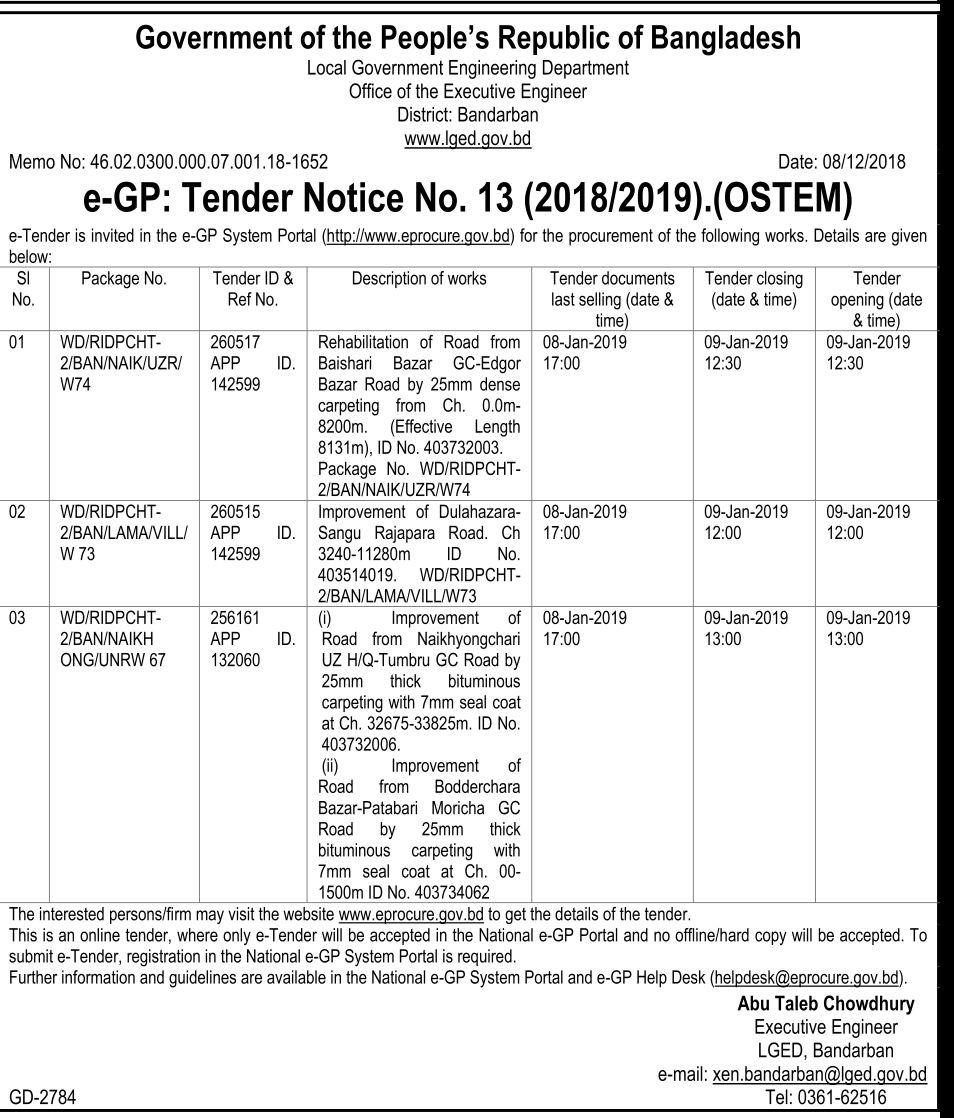 Government of the People's Republic of Bangladesh
Local Government Engineering Department
Office of the Executive Engineer
District: Bandarban
www.lged.gov.bd
Memo No: 46.02.0300.000.07.001.18-1652 Date: 08/12/2018
e-GP: Tender Notice No. 13 (2018/2019).(OSTEM)
e-Tender is invited in the e-GP System Portal (http://www.eprocure.gov.bd) for the procurement of the following works. Details are given
below:
Sl
No.
Package No.
Tender ID &
Ref No.
Description of works
Tender documents
last selling (date &
time)
Tender closing
(date & time)
Tender
opening (date
& time)
01
WD/RIDPCHT-
2/BAN/NAIK/UZR/
W74
260517
APP ID.
142599
Rehabilitation of Road from
Baishari Bazar GC-Edgor
Bazar Road by 25mm dense
carpeting from Ch. 0.0m-
8200m. (Effective Length
8131m), ID No. 403732003.
Package No. WD/RIDPCHT-
2/BAN/NAIK/UZR/W74
08-Jan-2019
17:00
09-Jan-2019
12:30
09-Jan-2019
12:30
02
WD/RIDPCHT-
2/BAN/LAMA/VILL/
W 73
260515
APP ID.
142599
Improvement of Dulahazara-
Sangu Rajapara Road. Ch
3240-11280m ID No.
403514019. WD/RIDPCHT-
2/BAN/LAMA/VILL/W73
08-Jan-2019
17:00
09-Jan-2019
12:00
09-Jan-2019
12:00
03
WD/RIDPCHT-
2/BAN/NAIKH
ONG/UNRW 67
256161
APP ID.
132060
(i) Improvement of
Road from Naikhyongchari
UZ H/Q-Tumbru GC Road by
25mm thick bituminous
carpeting with 7mm seal coat
at Ch. 32675-33825m. ID No.
403732006.
(ii) Improvement of
Road from Bodderchara
Bazar-Patabari Moricha GC
Road by 25mm thick
bituminous carpeting with
7mm seal coat at Ch. 00-
1500m ID No. 403734062
08-Jan-2019
17:00
09-Jan-2019
13:00
09-Jan-2019
13:00
The interested persons/firm may visit the website www.eprocure.gov.bd to get the details of the tender.
This is an online tender, where only e-Tender will be accepted in the National e-GP Portal and no offline/hard copy will be accepted. To
submit e-Tender, registration in the National e-GP System Portal is required.
Further information and guidelines are available in the National e-GP System Portal and e-GP Help Desk (helpdesk@eprocure.gov.bd).
Abu Taleb Chowdhury
Executive Engineer
LGED, Bandarban
e-mail: xen.bandarban@lged.gov.bd
GD-2784 Tel: 0361-62516